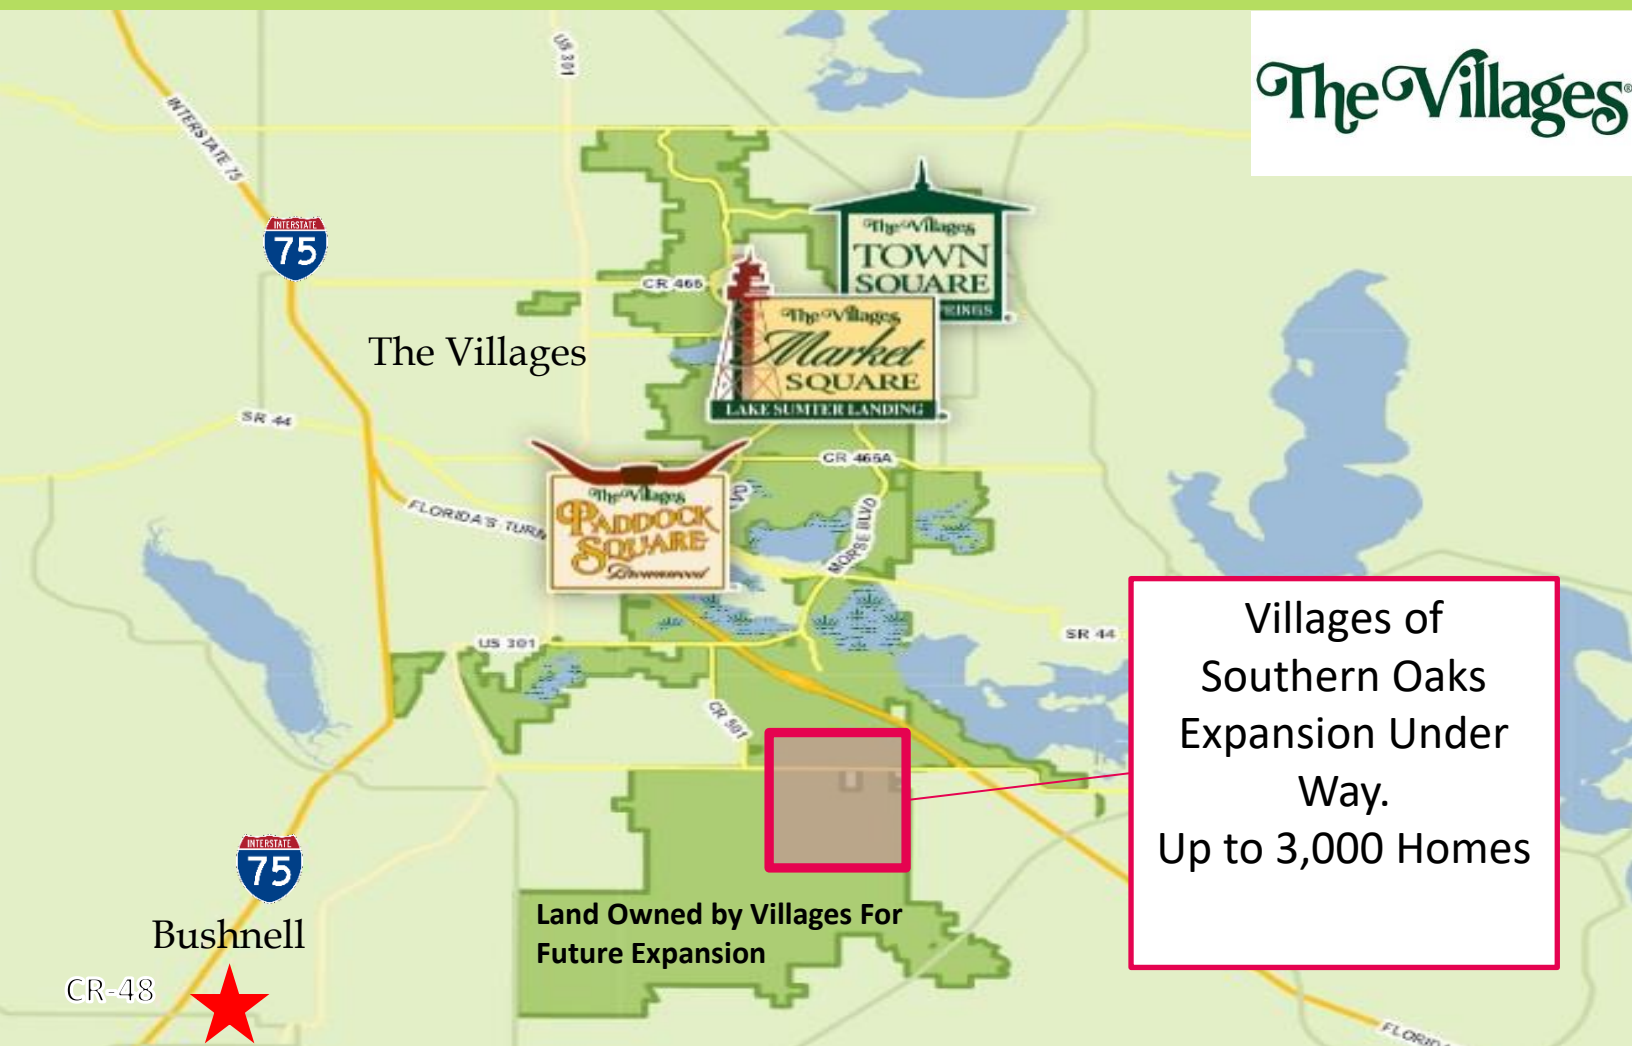 The Villages®
US 301
INTERSTATE 75
INTERSTATE
75
The Villages
TOWN
SQUARE
CR 466
The Villages
Market
SQUARE
LAKE SUMTER LANDING
The Villages
SR 44
CR 466A
The Villages
PADDOCK
SQUARE
Brownwood
FLORIDA'S
MORSE BLVD
US 301
SR 44
CR 501
Villages of
Southern Oaks
Expansion Under
Way.
Up to 3,000 Homes
INTERSTATE
75
Land Owned by Villages For
Future Expansion
Bushnell
CR-48